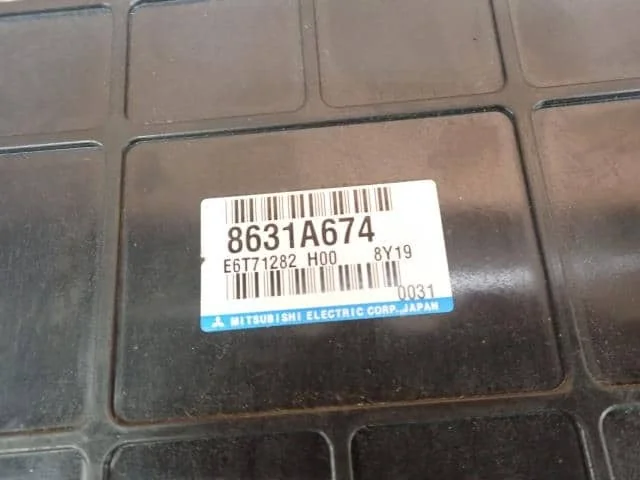 8631A674
E6T71282 H00 8Y19
0031
MITSUBISHI ELECTRIC CORP. JAPAN